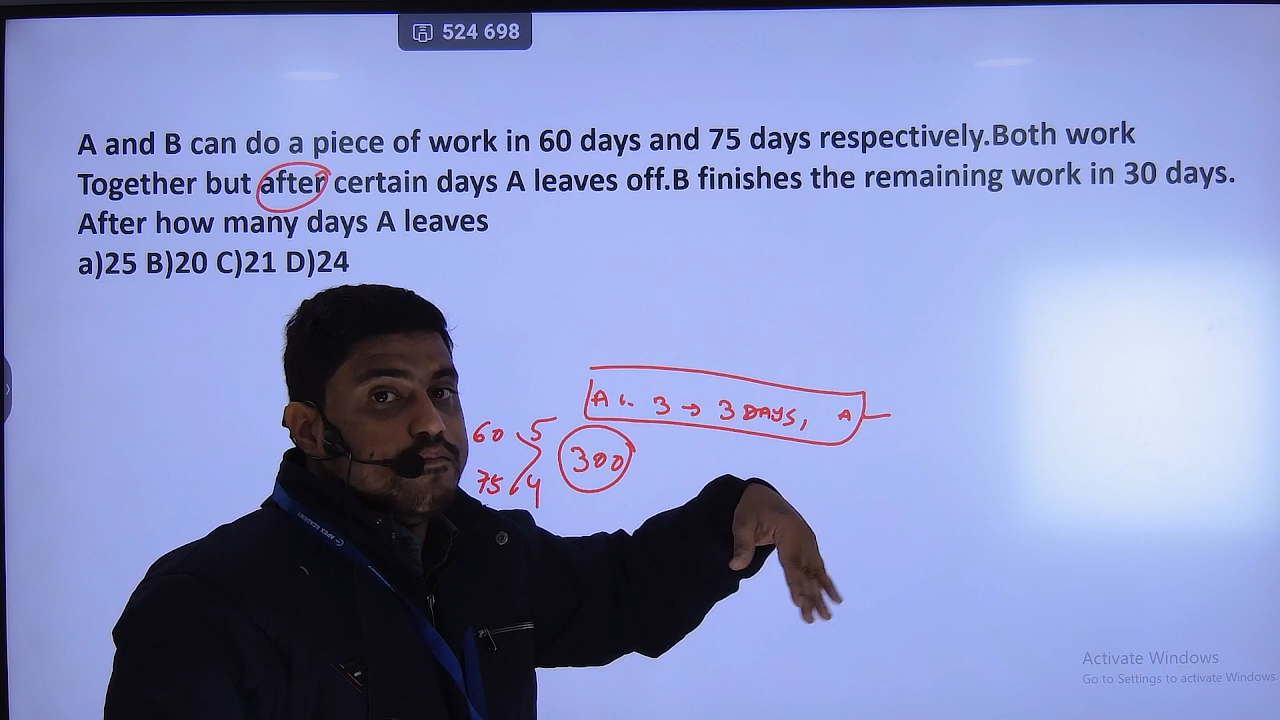 524 698
A and B can do a piece of work in 60 days and 75 days respectively.Both work
Together but after certain days A leaves off.B finishes the remaining work in 30 days.
After how many days A leaves
a)25 B)20 C)21 D)24
A 3 → 3 DAYS, A
60 5
300
75 4
APEX ACADEMY
Activate Windows
Go to Settings to activate Windows.